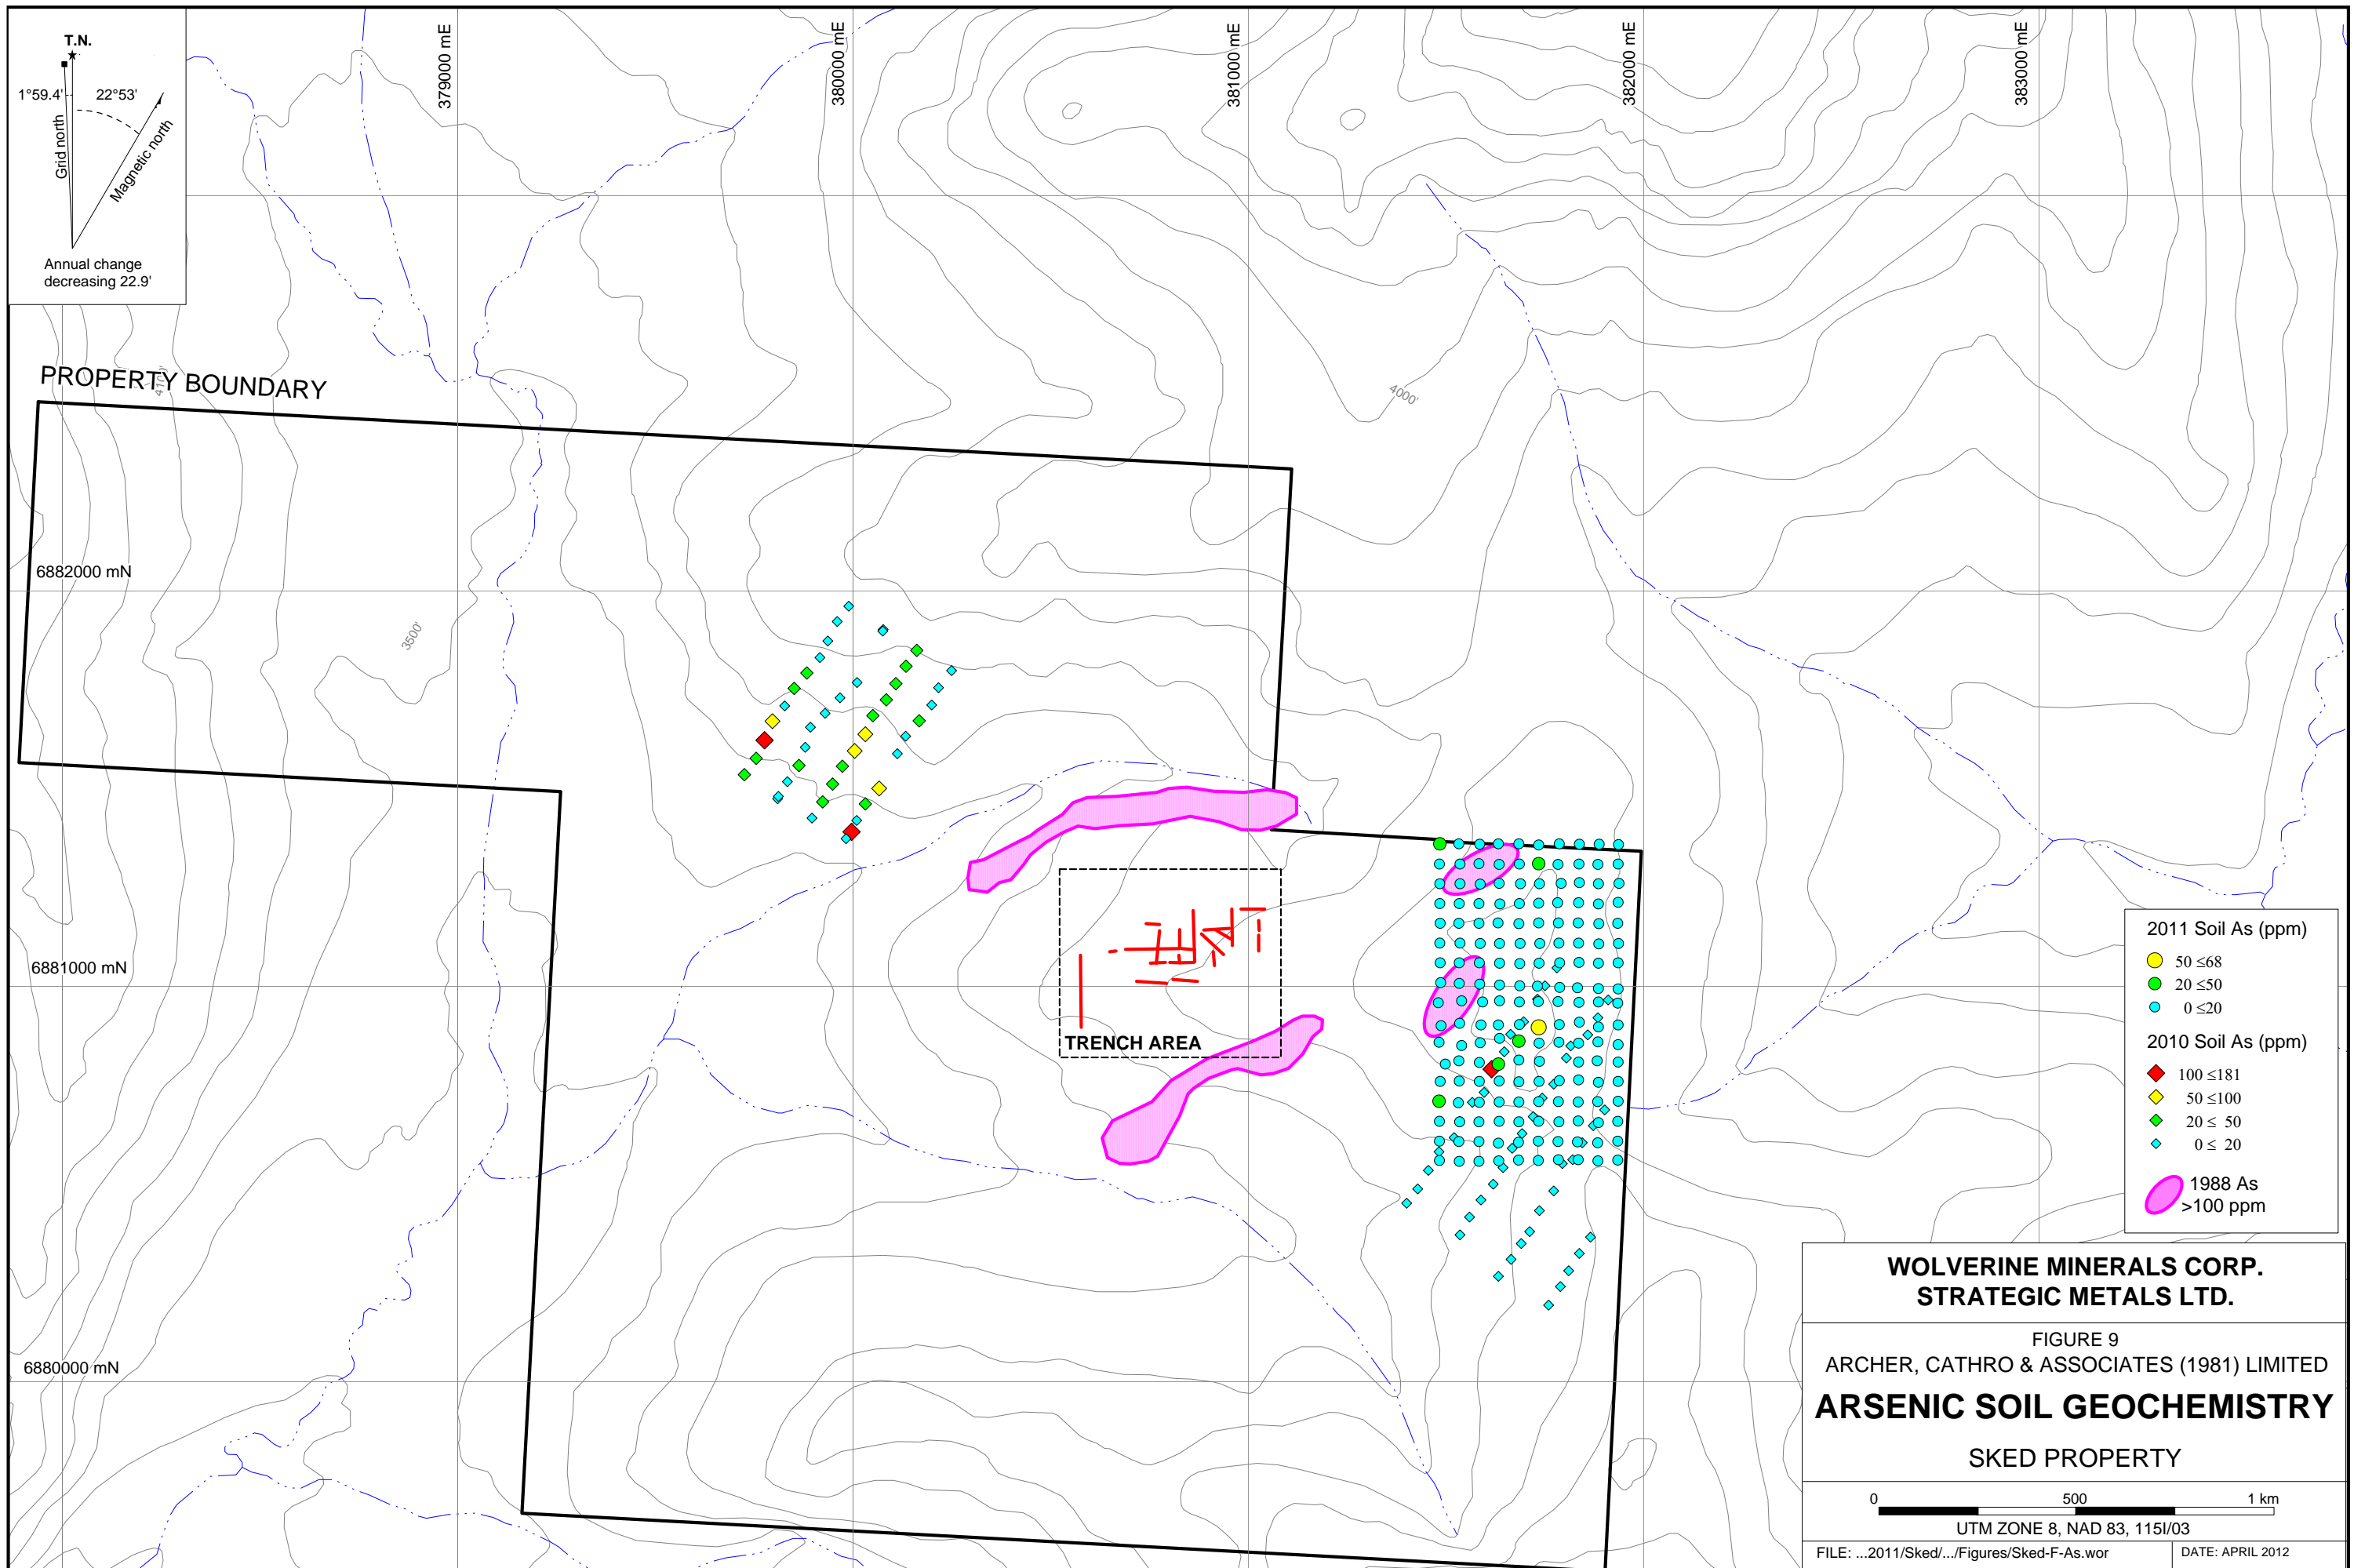 T.N.
1°59.4'
22°53'
Grid north
Magnetic north
Annual change
decreasing 22.9'
379000 mE
380000 mE
381000 mE
382000 mE
383000 mE
PROPERTY BOUNDARY
4100'
4000'
6882000 mN
3500'
6881000 mN
TRENCH AREA
6880000 mN
2011 Soil As (ppm)
50 ≤68
20 ≤50
0 ≤20
2010 Soil As (ppm)
100 ≤181
50 ≤100
20 ≤ 50
0 ≤ 20
1988 As
>100 ppm
WOLVERINE MINERALS CORP.
STRATEGIC METALS LTD.
FIGURE 9
ARCHER, CATHRO & ASSOCIATES (1981) LIMITED
ARSENIC SOIL GEOCHEMISTRY
SKED PROPERTY
0 500 1 km
UTM ZONE 8, NAD 83, 115I/03
FILE: ...2011/Sked/.../Figures/Sked-F-As.wor
DATE: APRIL 2012